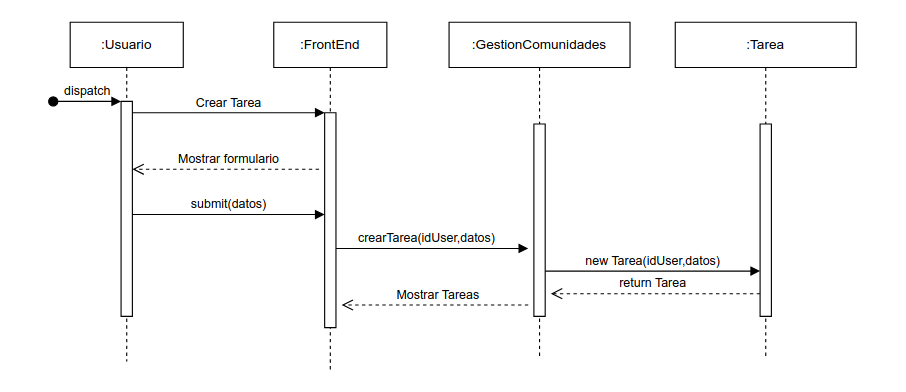 :Usuario
:FrontEnd
:GestionComunidades
:Tarea
dispatch
Crear Tarea
Mostrar formulario
submit(datos)
crearTarea(idUser,datos)
new Tarea(idUser,datos)
return Tarea
Mostrar Tareas